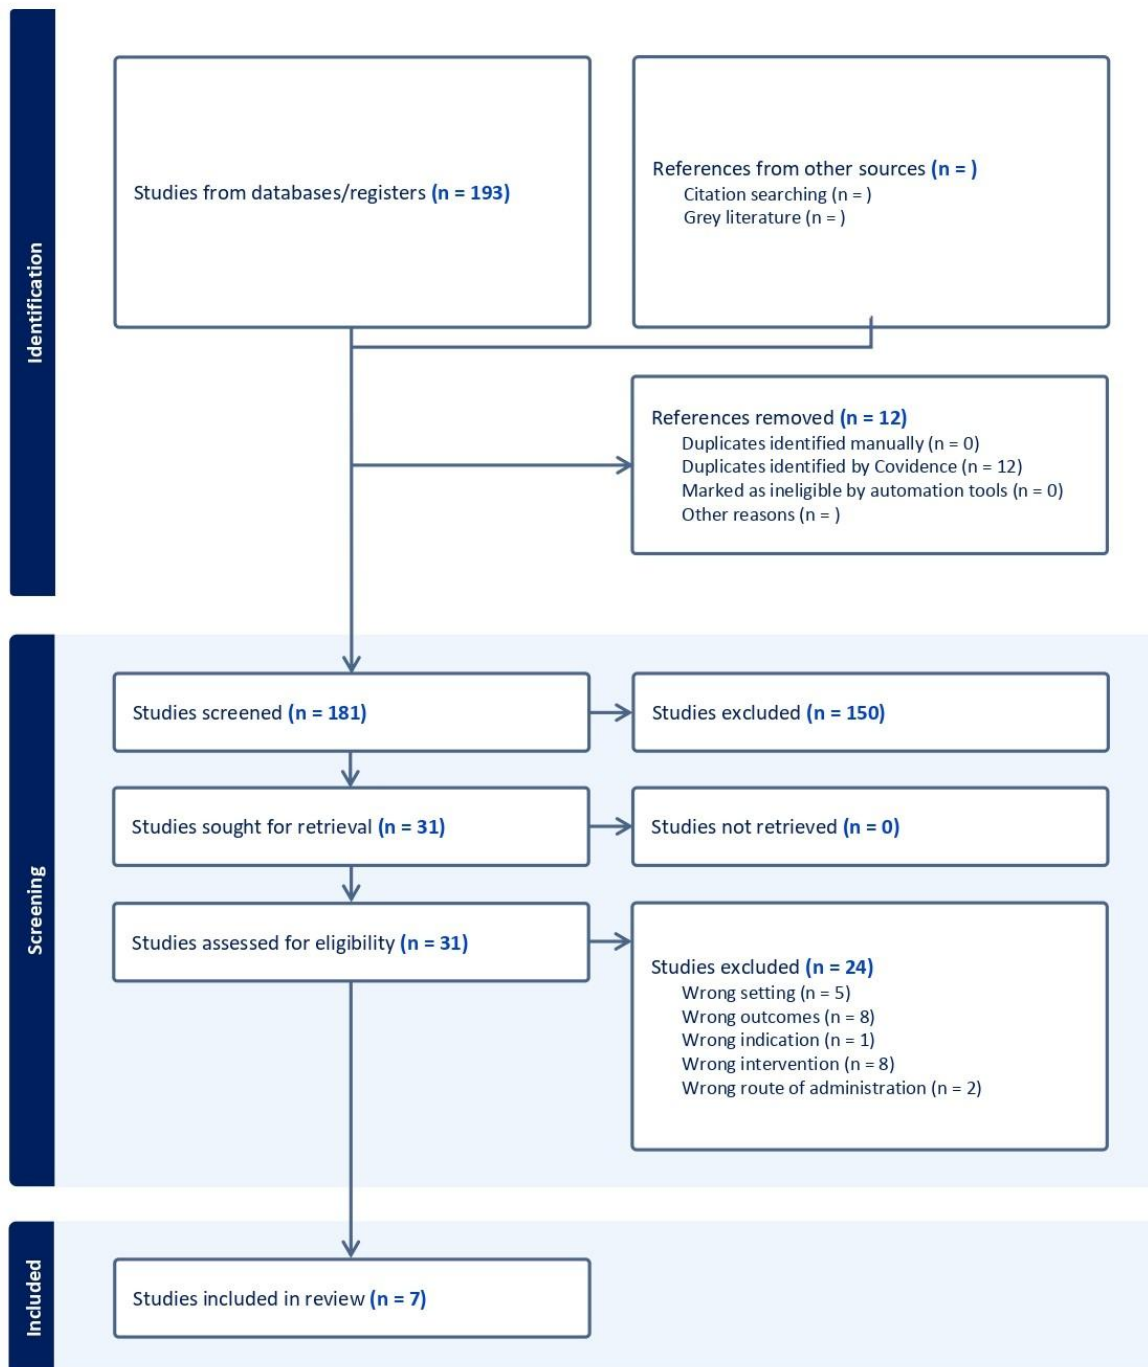 Identification
Studies from databases/registers (n = 193)
References from other sources (n = )
Citation searching (n = )
Grey literature (n = )
References removed (n = 12)
Duplicates identified manually (n = 0)
Duplicates identified by Covidence (n = 12)
Marked as ineligible by automation tools (n = 0)
Other reasons (n = )
Screening
Studies screened (n = 181)
Studies excluded (n = 150)
Studies sought for retrieval (n = 31)
Studies not retrieved (n = 0)
Studies assessed for eligibility (n = 31)
Studies excluded (n = 24)
Wrong setting (n = 5)
Wrong outcomes (n = 8)
Wrong indication (n = 1)
Wrong intervention (n = 8)
Wrong route of administration (n = 2)
Included
Studies included in review (n = 7)